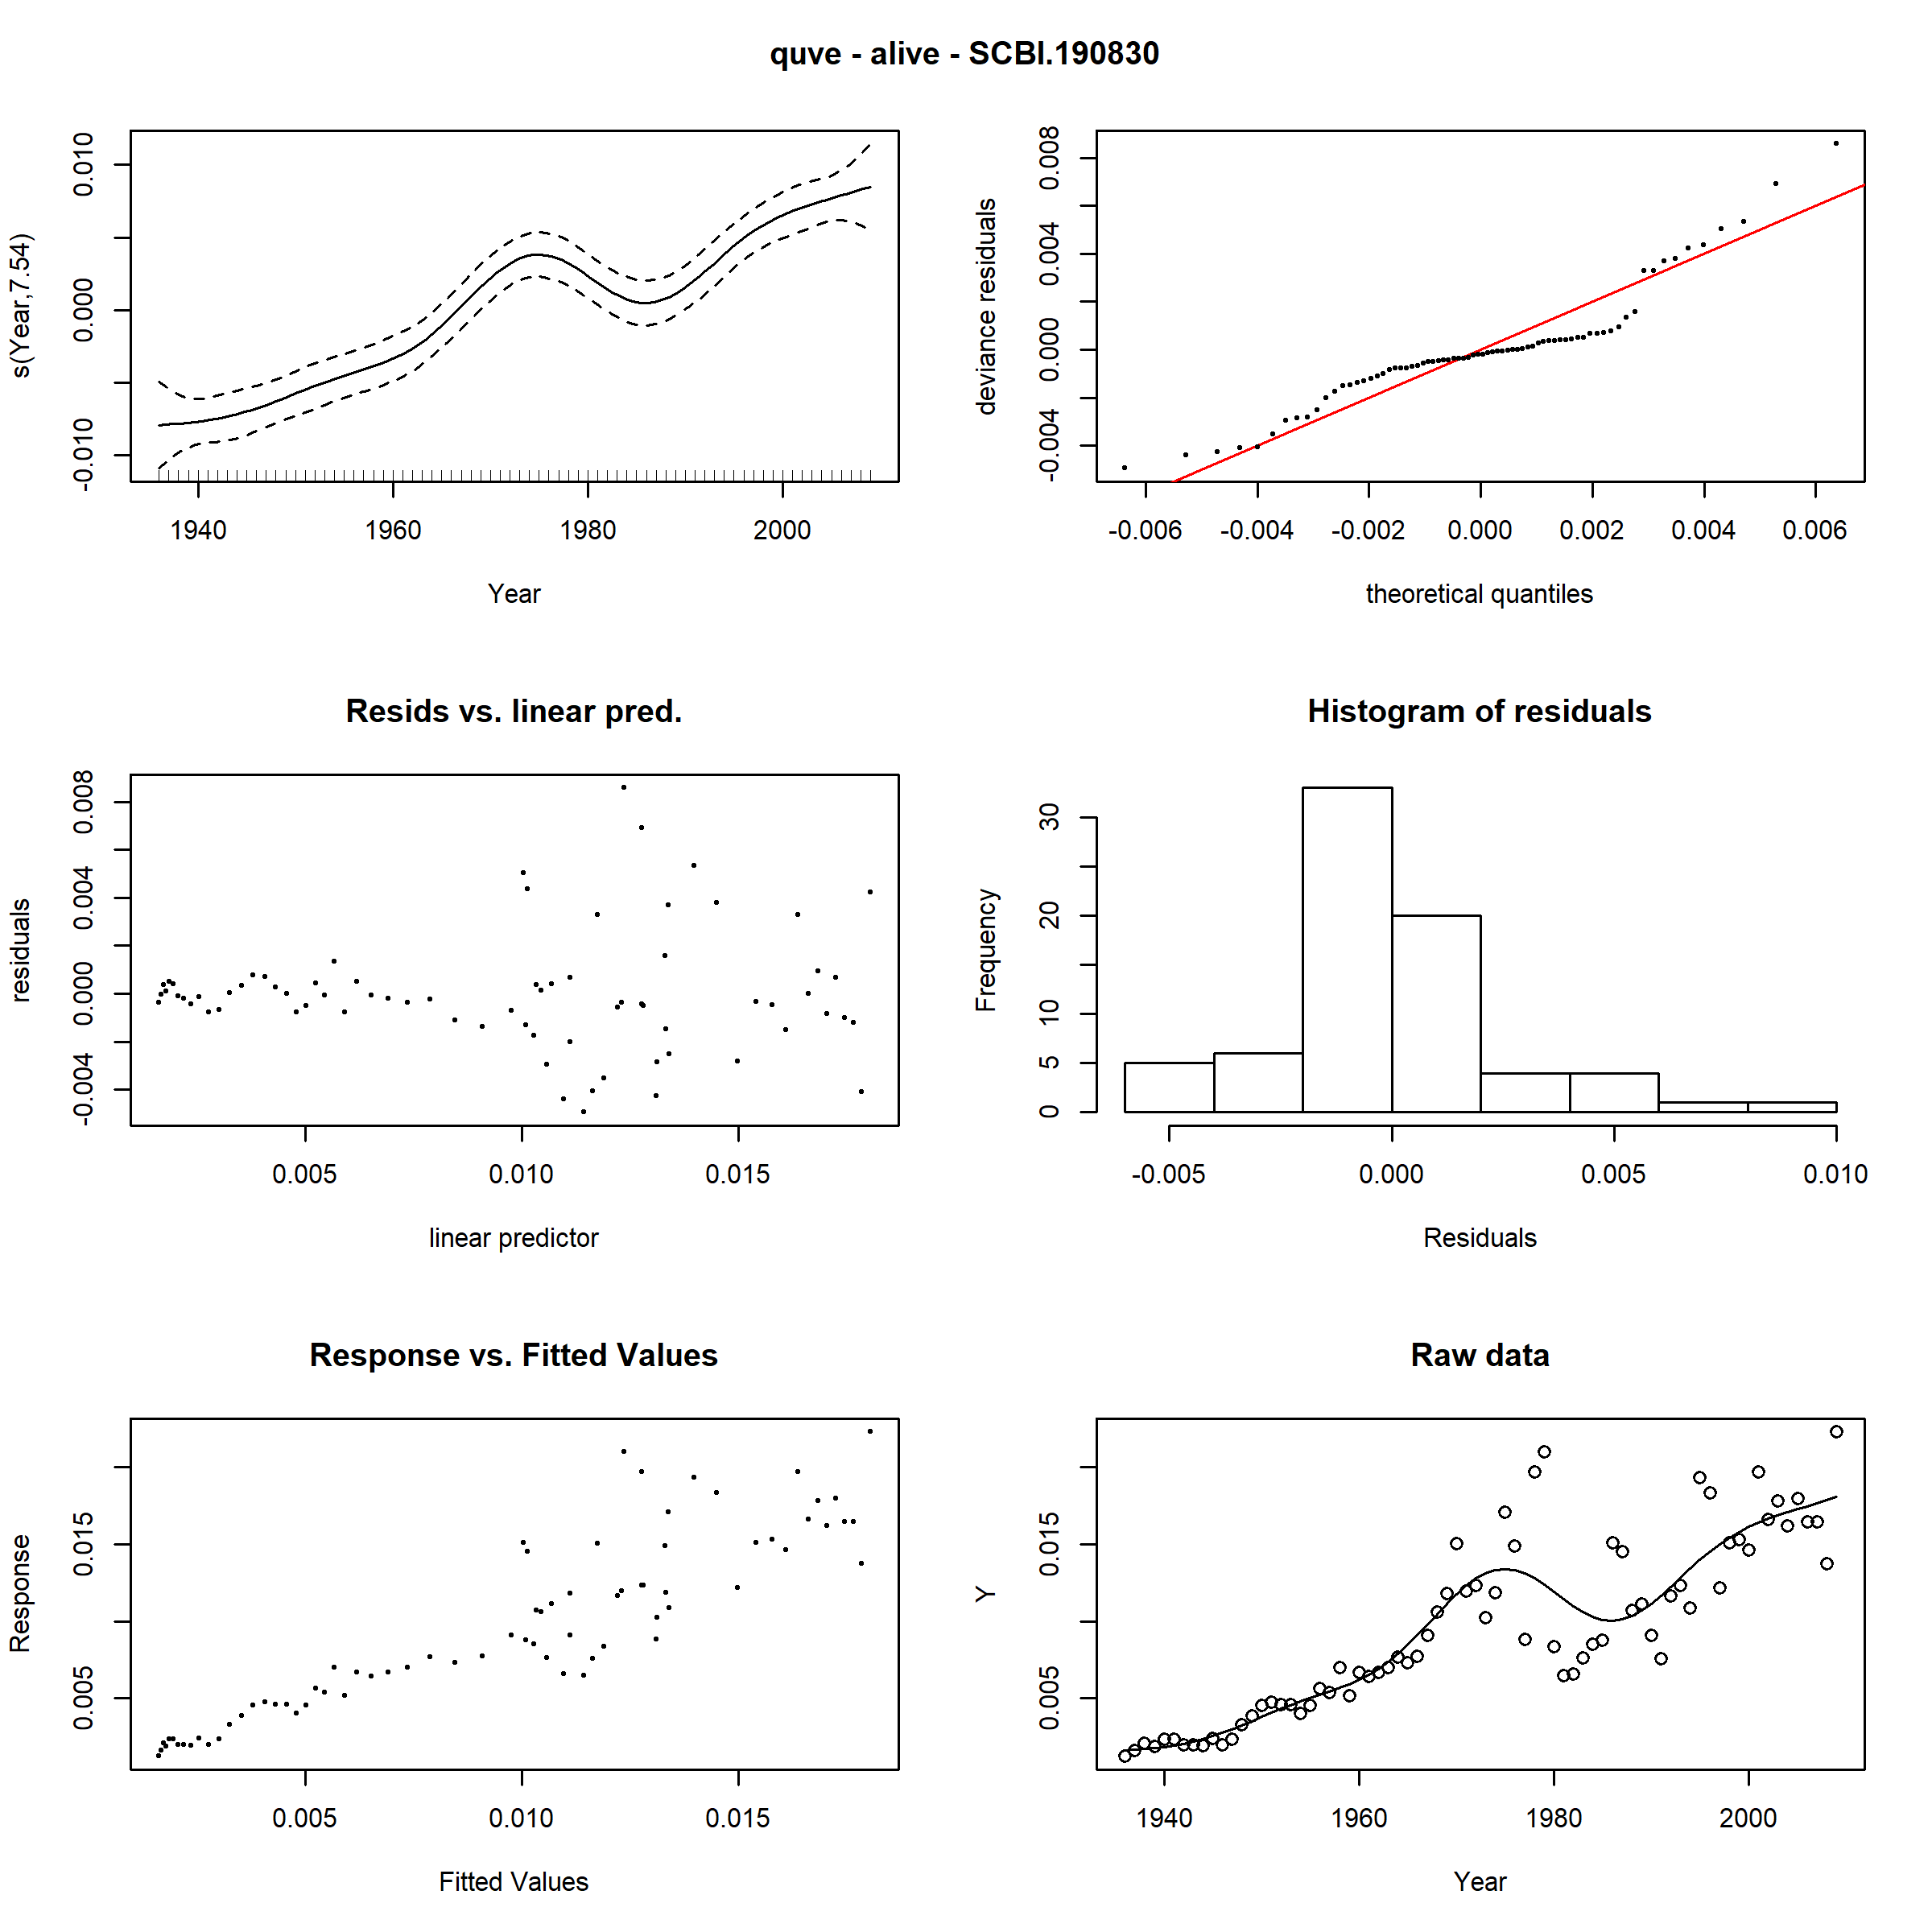 quve - alive - SCBI.190830
s(Year,7.54)
-0.010 0.000 0.010
1940 1960 1980 2000
Year
deviance residuals
-0.004 0.000 0.004 0.008
-0.006 -0.004 -0.002 0.000 0.002 0.004 0.006
theoretical quantiles
Resids vs. linear pred.
residuals
-0.004 0.000 0.004 0.008
0.005 0.010 0.015
linear predictor
Histogram of residuals
Frequency
0 5 10 20 30
-0.005 0.000 0.005 0.010
Residuals
Response vs. Fitted Values
Response
0.005 0.015
0.005 0.010 0.015
Fitted Values
Raw data
Y
0.005 0.015
1940 1960 1980 2000
Year